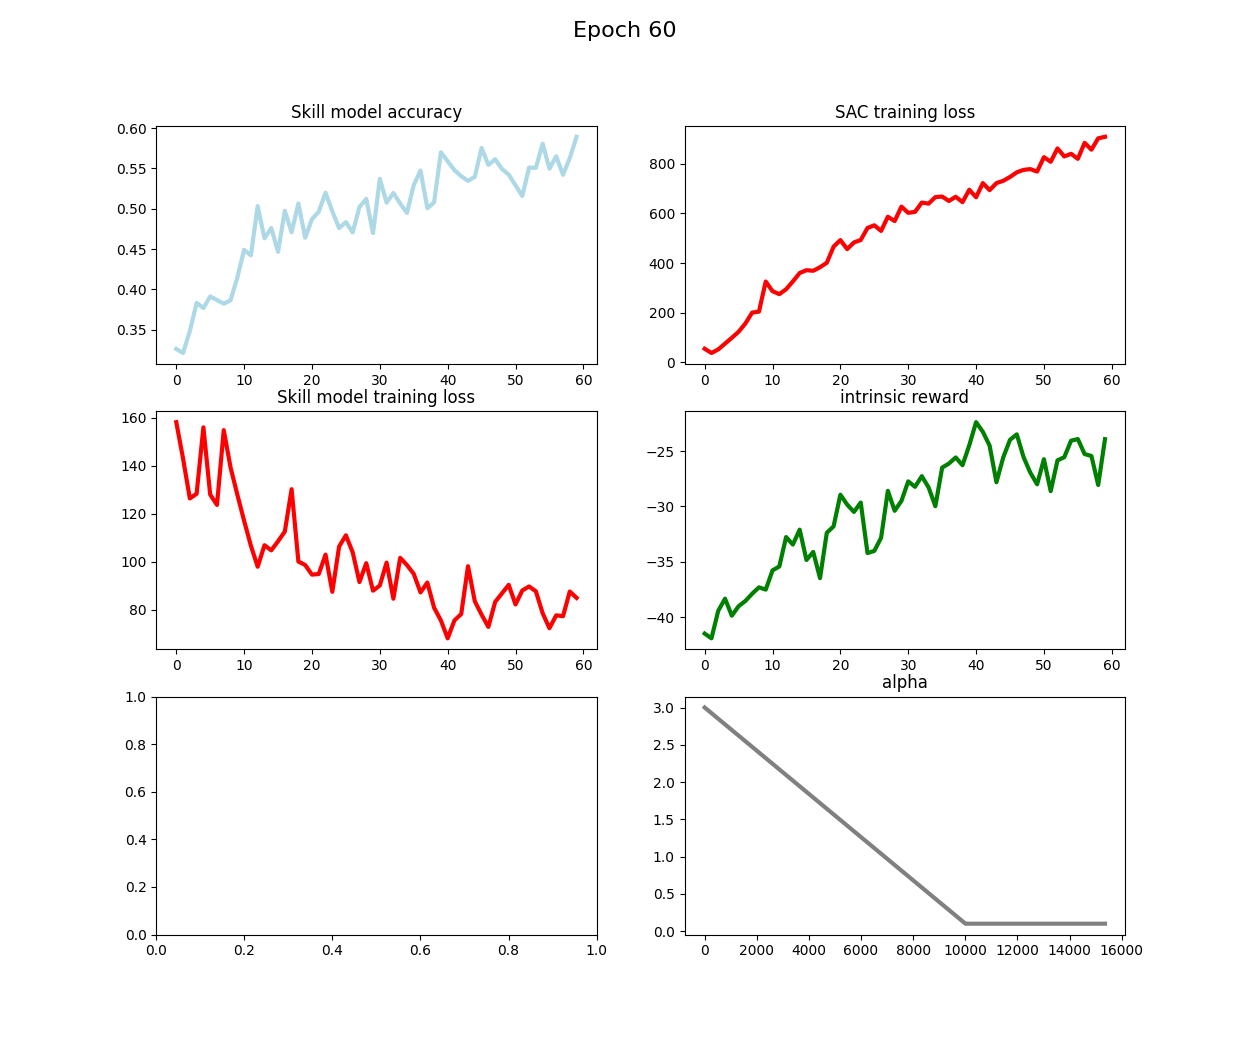 Epoch 60
Skill model accuracy
0.60
0.55
0.50
0.45
0.40
0.35
0 10 20 30 40 50 60
SAC training loss
800
600
400
200
0
0 10 20 30 40 50 60
Skill model training loss
160
140
120
100
80
0 10 20 30 40 50 60
intrinsic reward
−25
−30
−35
−40
0 10 20 30 40 50 60
1.0
0.8
0.6
0.4
0.2
0.0
0.0 0.2 0.4 0.6 0.8 1.0
alpha
3.0
2.5
2.0
1.5
1.0
0.5
0.0
0 2000 4000 6000 8000 10000 12000 14000 16000